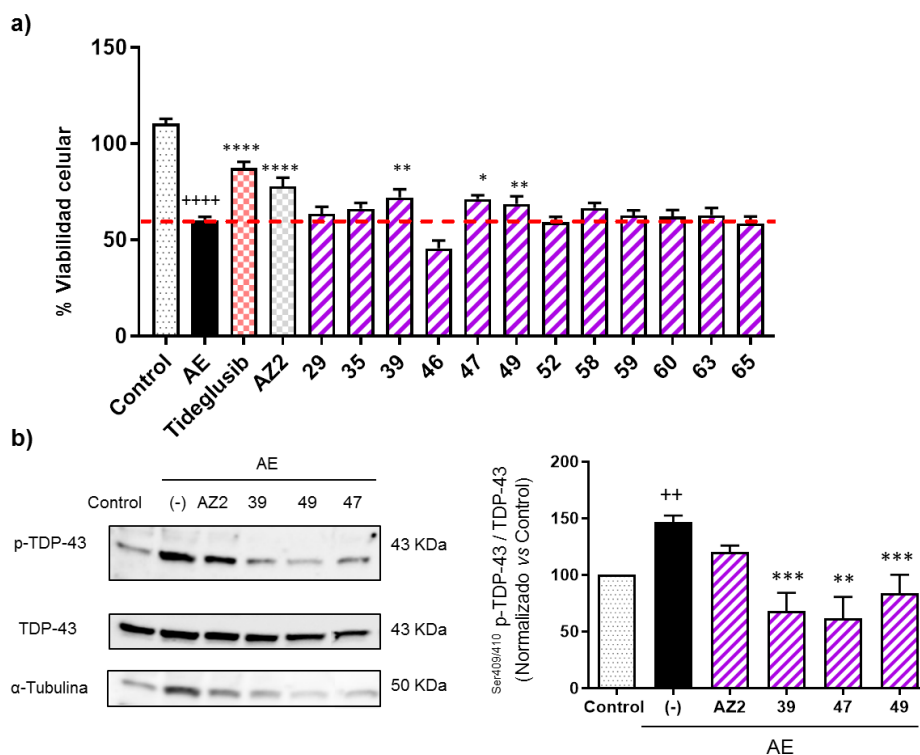 a)
% Viabilidad celular
150
100
50
0
++++
****
****
**
*
**
Control
AE
Tideglusib
AZ2
29
35
39
46
47
49
52
58
59
60
63
65
b)
AE
Control (-) AZ2 39 49 47
p-TDP-43 43 KDa
TDP-43 43 KDa
α-Tubulina 50 KDa
Ser409/410 p-TDP-43 / TDP-43
(Normalizado vs Control)
200
150
100
50
0
++
***
**
***
Control (-) AZ2 39 47 49
AE